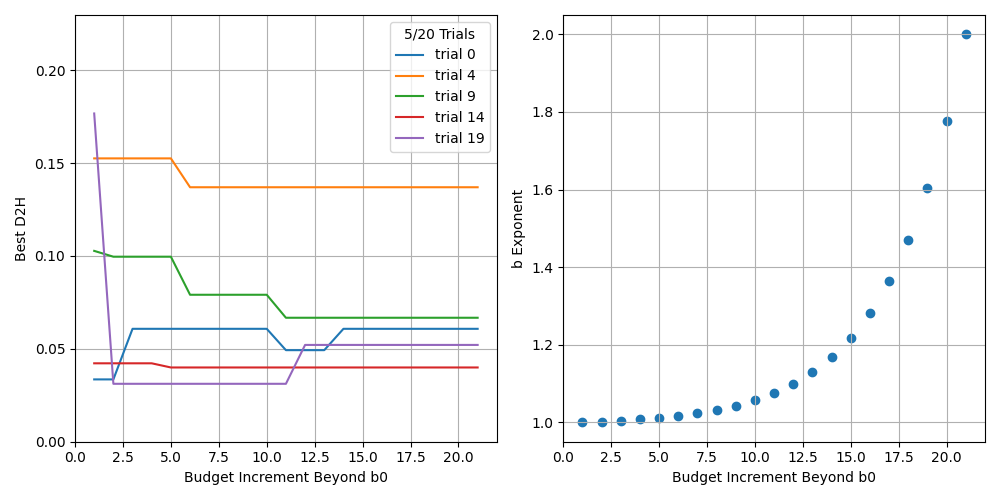 5/20 Trials
trial 0
trial 4
trial 9
trial 14
trial 19
Best D2H
0.20
0.15
0.10
0.05
0.00
0.0 2.5 5.0 7.5 10.0 12.5 15.0 17.5 20.0
Budget Increment Beyond b0
b Exponent
2.0
1.8
1.6
1.4
1.2
1.0
0.0 2.5 5.0 7.5 10.0 12.5 15.0 17.5 20.0
Budget Increment Beyond b0